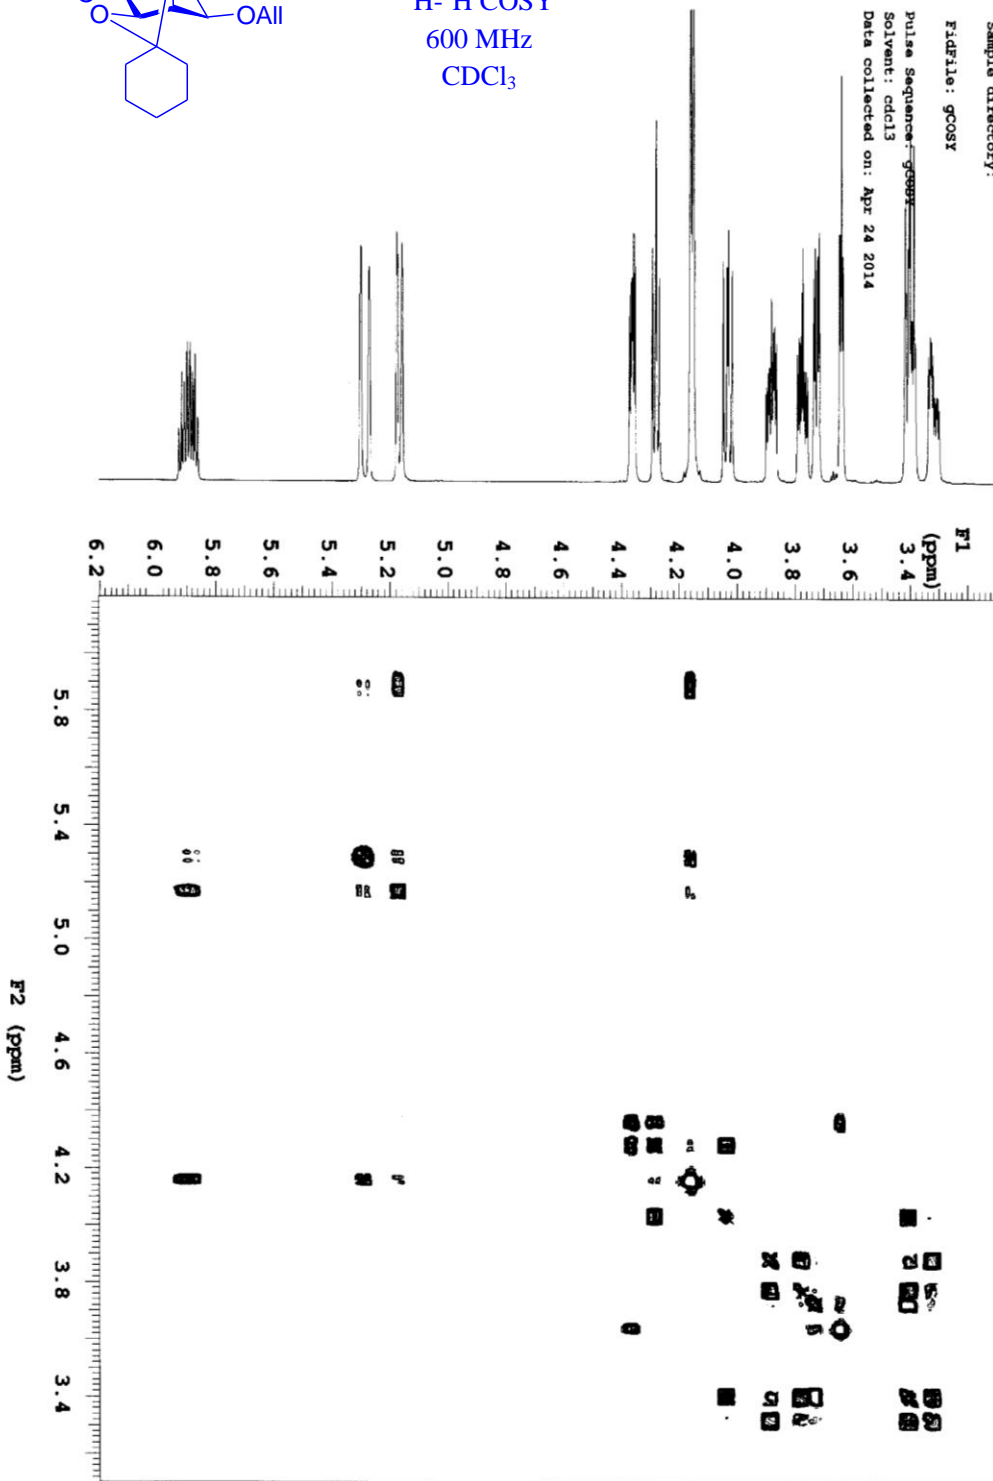 O
OAll
H- H COSY
600 MHz
CDCl3
Sample directory:
FidFile: gCOSY
Pulse Sequence: gCOSY
Solvent: cdcl3
Data collected on: Apr 24 2014
F1
(ppm)
6.2 6.0 5.8 5.6 5.4 5.2 5.0 4.8 4.6 4.4 4.2 4.0 3.8 3.6 3.4
5.8
5.4
5.0
4.6
4.2
3.8
3.4
F2 (ppm)